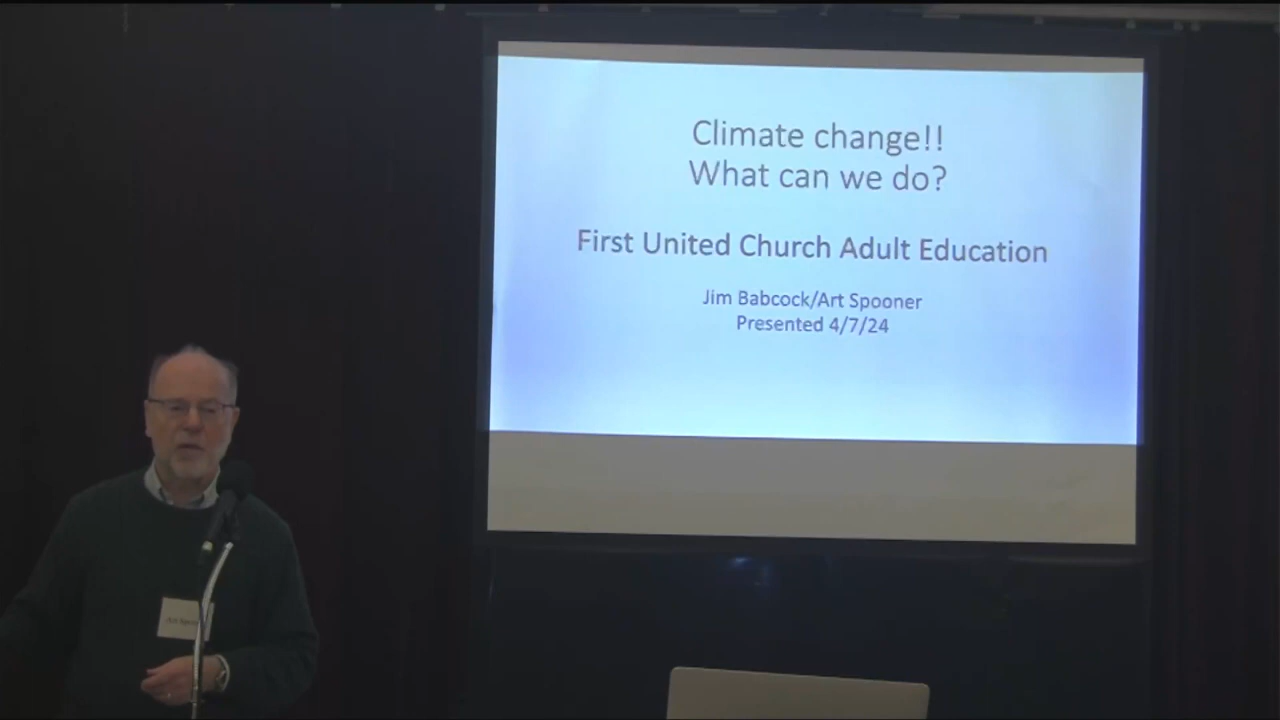 Climate change!!
What can we do?
First United Church Adult Education
Jim Babcock/Art Spooner
Presented 4/7/24